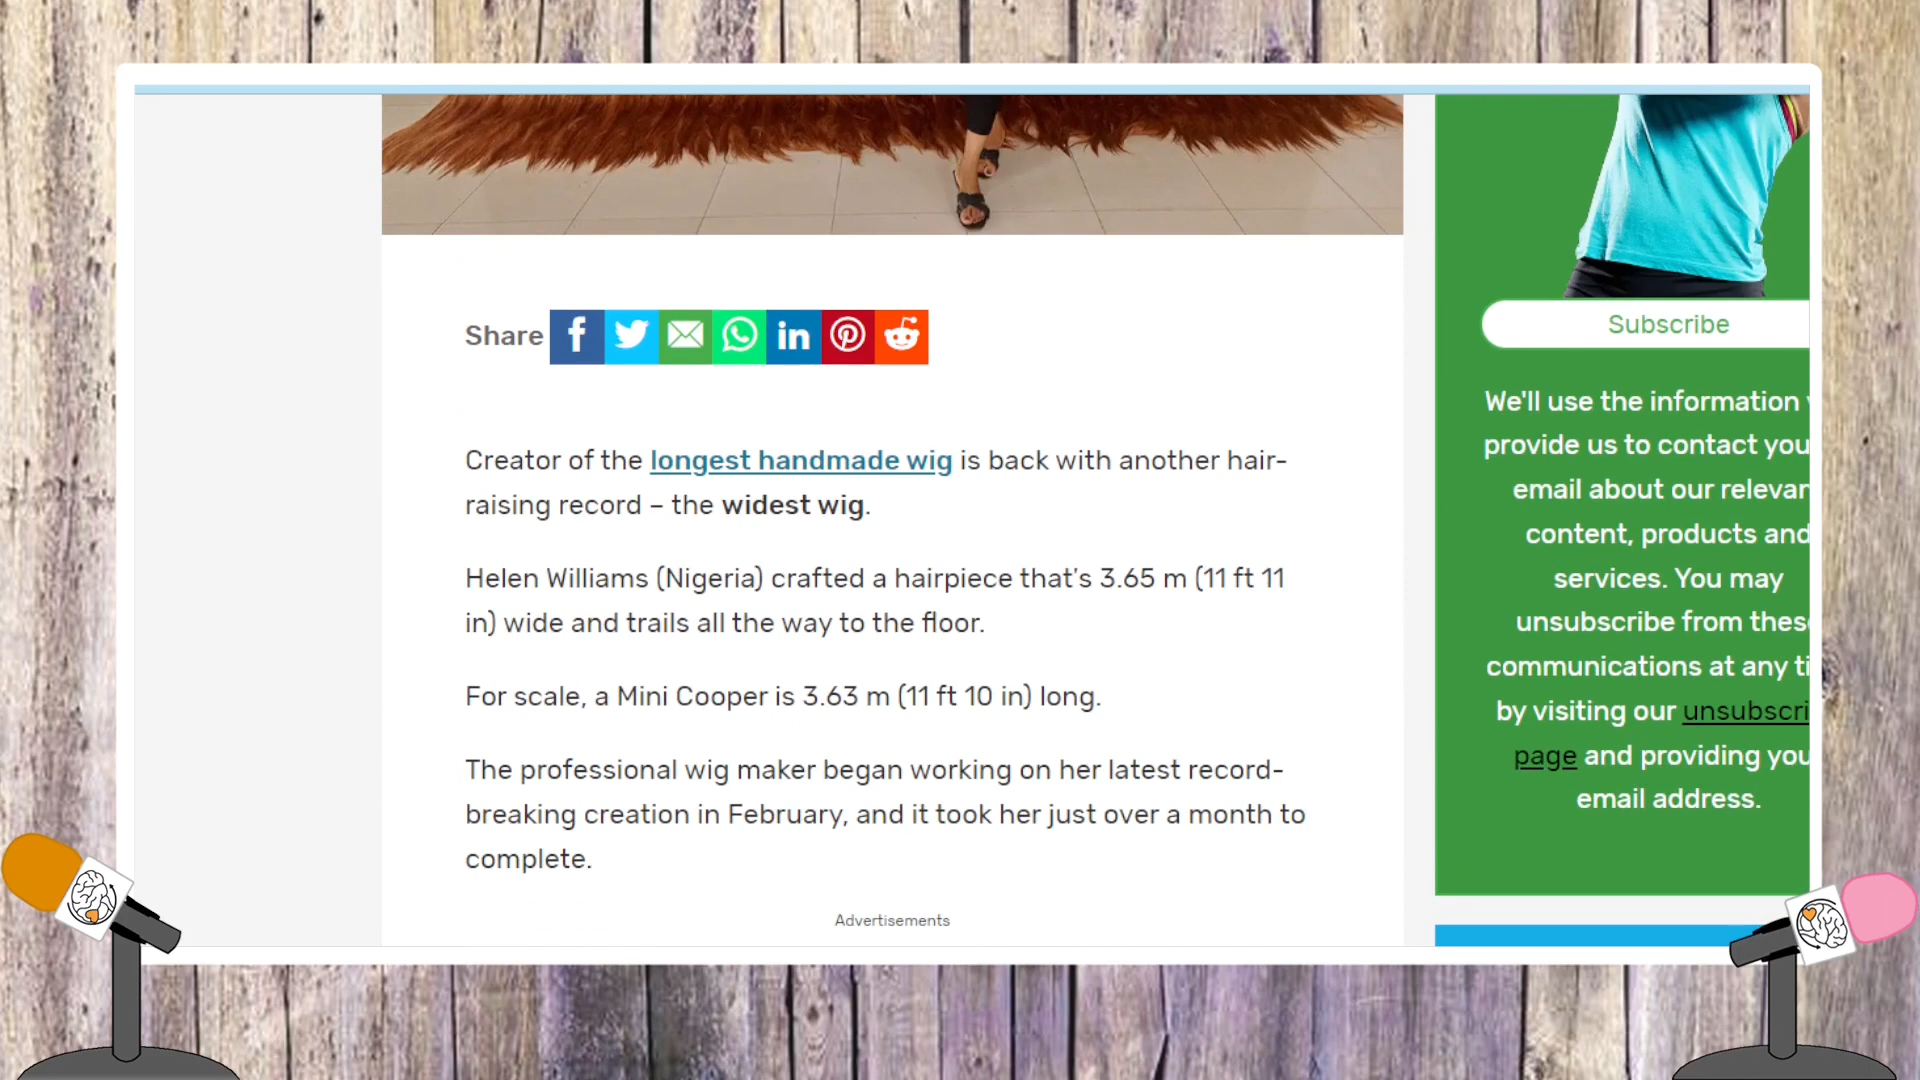 Share
Creator of the longest handmade wig is back with another hair-
raising record – the widest wig.
Helen Williams (Nigeria) crafted a hairpiece that's 3.65 m (11 ft 11
in) wide and trails all the way to the floor.
For scale, a Mini Cooper is 3.63 m (11 ft 10 in) long.
The professional wig maker began working on her latest record-
breaking creation in February, and it took her just over a month to
complete.
Advertisements
Subscribe
We'll use the information
provide us to contact you
email about our relevan
content, products and
services. You may
unsubscribe from these
communications at any ti
by visiting our unsubscri
page and providing you
email address.